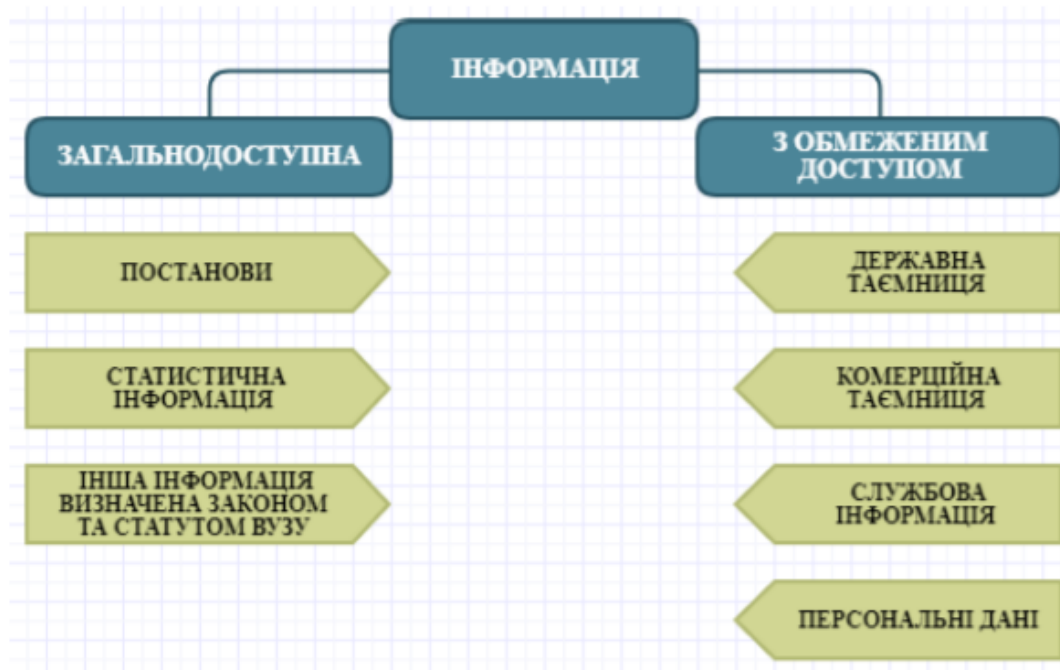 ІНФОРМАЦІЯ
ЗАГАЛЬНОДОСТУПНА
З ОБМЕЖЕНИМ
ДОСТУПОМ
ПОСТАНОВИ
СТАТИСТИЧНА
ІНФОРМАЦІЯ
ІНША ІНФОРМАЦІЯ
ВИЗНАЧЕНА ЗАКОНОМ
ТА СТАТУТОМ ВУЗУ
ДЕРЖАВНА
ТАЄМНИЦЯ
КОМЕРЦІЙНА
ТАЄМНИЦЯ
СЛУЖБОВА
ІНФОРМАЦІЯ
ПЕРСОНАЛЬНІ ДАНІ